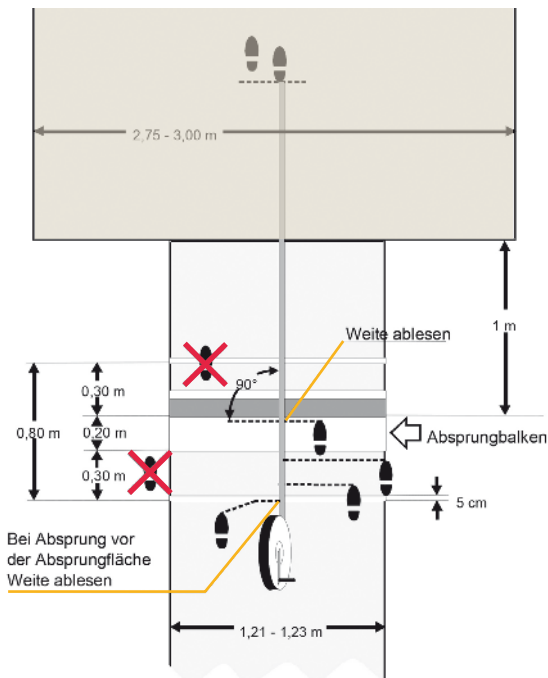 2,75 - 3,00 m
1 m
Weite ablesen
90°
0,30 m
0,80 m
0,20 m
Absprungbalken
0,30 m
5 cm
Bei Absprung vor
der Absprungfläche
Weite ablesen
1,21 - 1,23 m